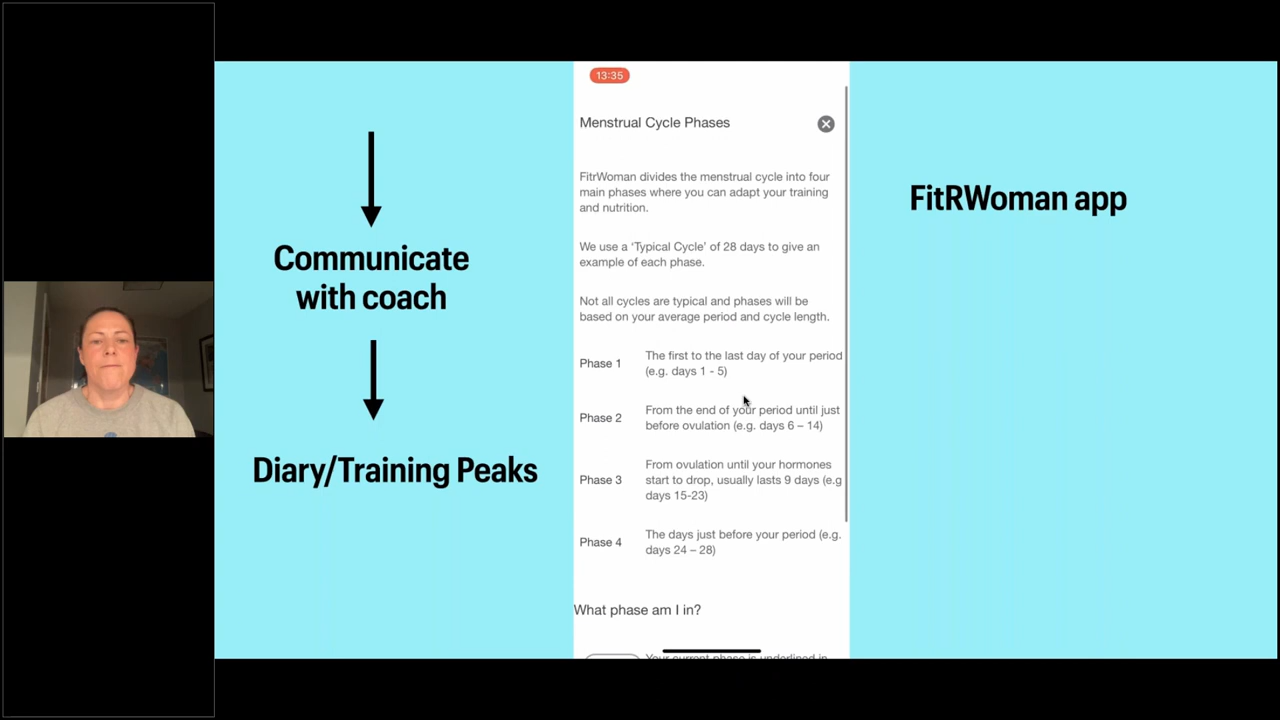 Communicate
with coach
Diary/Training Peaks
13:35
Menstrual Cycle Phases
FitrWoman divides the menstrual cycle into four
main phases where you can adapt your training
and nutrition.
We use a ‘Typical Cycle’ of 28 days to give an
example of each phase.
Not all cycles are typical and phases will be
based on your average period and cycle length.
Phase 1
The first to the last day of your period
(e.g. days 1 - 5)
Phase 2
From the end of your period until just
before ovulation (e.g. days 6 – 14)
Phase 3
From ovulation until your hormones
start to drop, usually lasts 9 days (e.g
days 15-23)
Phase 4
The days just before your period (e.g.
days 24 – 28)
What phase am I in?
Your current phase is underlined in
FitRWoman app